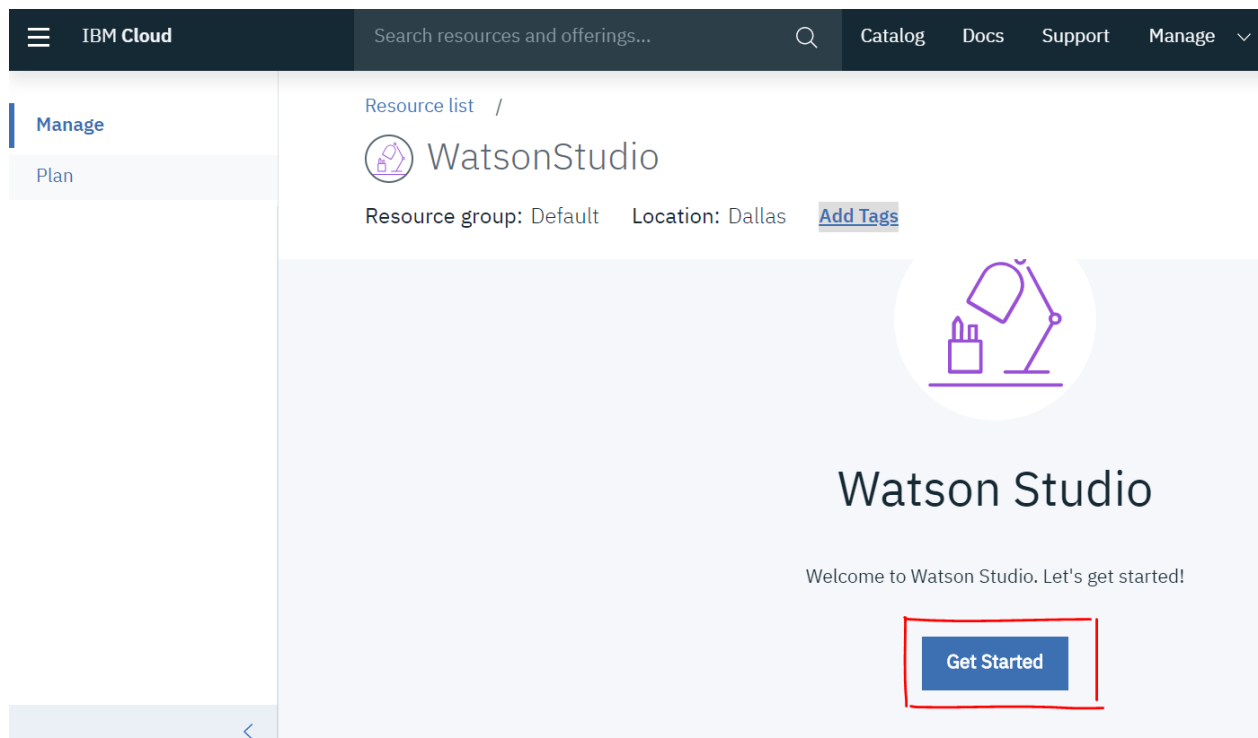 IBM Cloud
Search resources and offerings...
Catalog
Docs
Support
Manage
Manage
Plan
Resource list /
WatsonStudio
Resource group: Default Location: Dallas Add Tags
Watson Studio
Welcome to Watson Studio. Let's get started!
Get Started